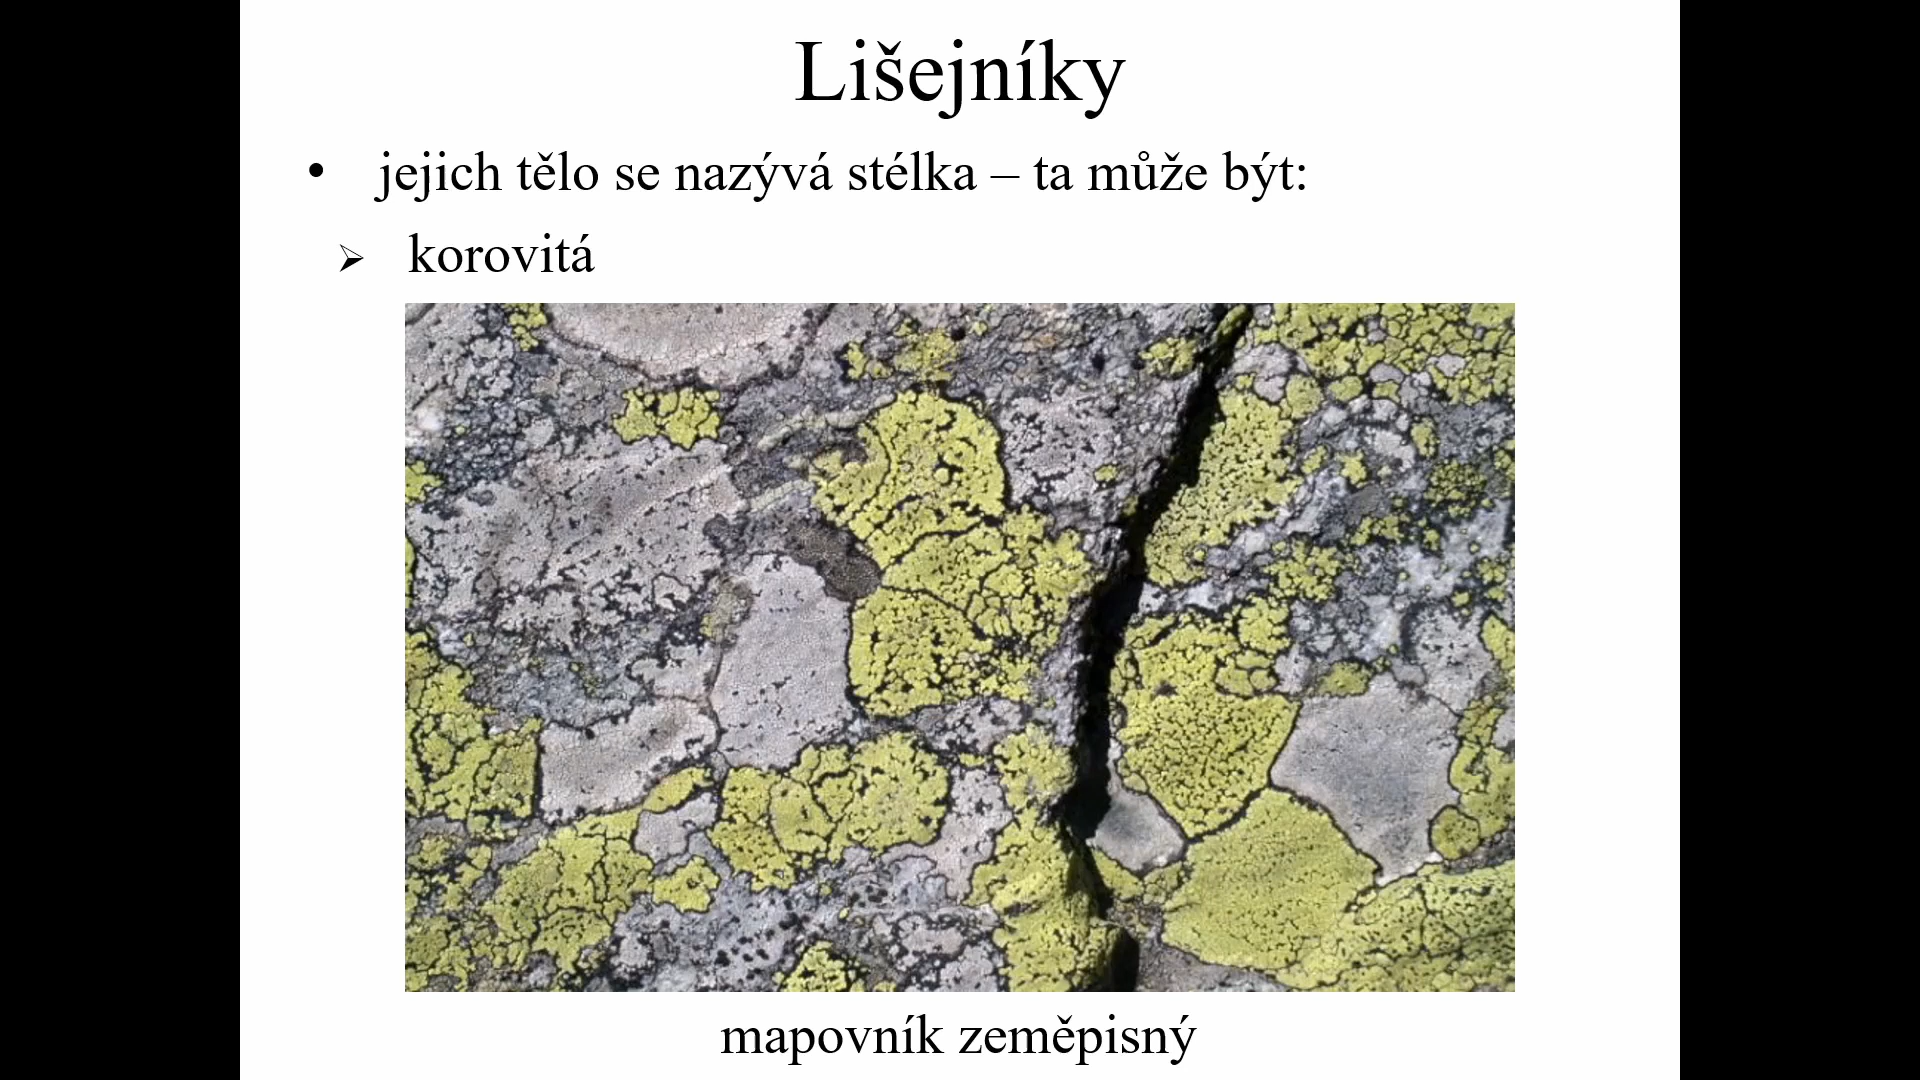 Lišejníky
• jejich tělo se nazývá stélka – ta může být:
➢ korovitá
mapovník zeměpisný